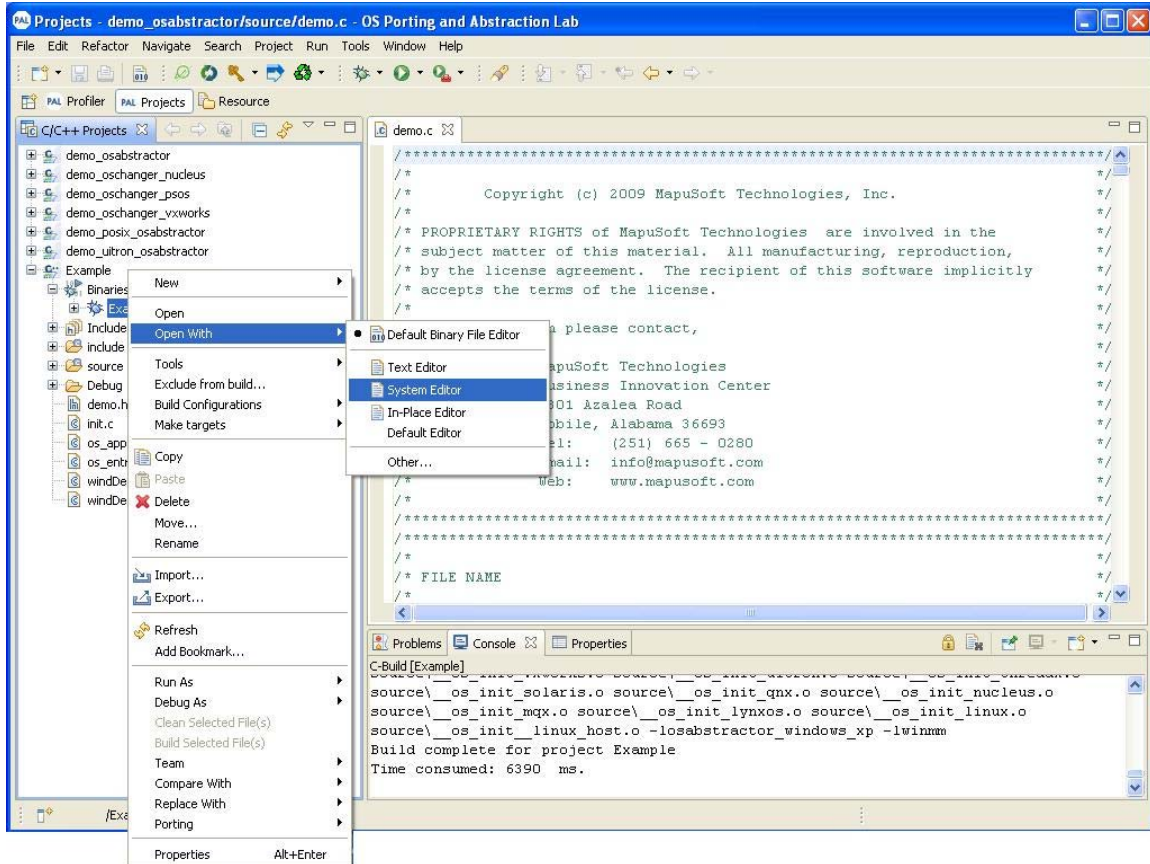 Projects - demo_osabstractor/source/demo.c - OS Porting and Abstraction Lab
File Edit Refactor Navigate Search Project Run Tools Window Help
PAL Profiler PAL Projects Resource
C/C++ Projects
demo_osabstractor
demo_oschanger_nucleus
demo_oschanger_psos
demo_oschanger_vxworks
demo_posix_osabstractor
demo_uitron_osabstractor
Example
Binaries
Exa
Include
include
source
Debug
demo.h
init.c
os_app
os_entr
windDe
windDe
New
Open
Open With
Tools
Exclude from build...
Build Configurations
Make targets
Copy
Paste
Delete
Move...
Rename
Import...
Export...
Refresh
Add Bookmark...
Run As
Debug As
Clean Selected File(s)
Build Selected File(s)
Team
Compare With
Replace With
Porting
Properties Alt+Enter
Default Binary File Editor
Text Editor
System Editor
In-Place Editor
Default Editor
Other...
demo.c
/* */
/* Copyright (c) 2009 MapuSoft Technologies, Inc. */
/* */
/* PROPRIETARY RIGHTS of MapuSoft Technologies are involved in the */
/* subject matter of this material. All manufacturing, reproduction, */
/* by the license agreement. The recipient of this software implicitly */
/* accepts the terms of the license. */
/* */
please contact, */
*/
apuSoft Technologies */
usiness Innovation Center */
301 Azalea Road */
obile, Alabama 36693 */
el: (251) 665 - 0280 */
mail: info@mapusoft.com */
/* Web: www.mapusoft.com */
/* */
/* */
/* FILE NAME */
/* */
Problems Console Properties
C-Build [Example]
source\__os_init_solaris.o source\__os_init_qnx.o source\__os_init_nucleus.o
source\__os_init_mqx.o source\__os_init_lynxos.o source\__os_init_linux.o
source\__os_init__linux_host.o -losabstractor_windows_xp -lwinmm
Build complete for project Example
Time consumed: 6390 ms.
/Exa